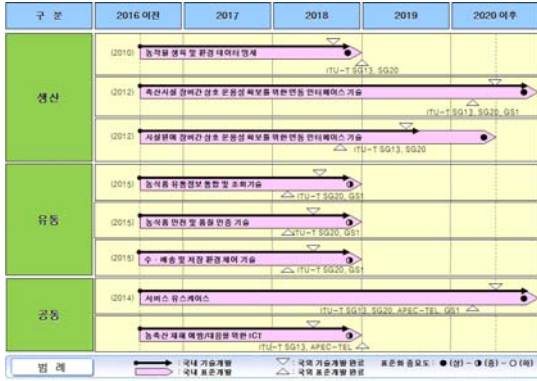 구 분
2016 이전
2017
2018
2019
2020 이후
생산
(2010)
농작물 생육 및 환경 데이터 명세
ITU-T SG13, SG20
(2012)
축산시설 장비간 상호 운용성 확보를 위한 연동 인터페이스 기술
ITU-T SG13, SG20, GS1
(2012)
시설원예 장비간 상호 운용성 확보를 위한 연동 인터페이스 기술
ITU-T SG13, SG20
유통
(2015)
농식품 유통정보 통합 및 조회기술
ITU-T SG20, GS1
(2015)
농식품 안전 및 품질 인증 기술
ITU-T SG20, GS1
(2015)
수ㆍ배송 및 저장 환경 제어 기술
ITU-T SG20, GS1
공통
(2014)
서비스 유스케이스
ITU-T SG13, SG20, APEC-TEL, GS1
농축산 재해 예방/대응을 위한 ICT
ITU-T SG13, APEC-TEL
범 례
: 국내 기술개발
: 국내 표준개발
: 국외 기술개발 완료
: 국외 표준개발 완료
표준화 중요도 : ● (상) – ◑ (중) – ○ (하)